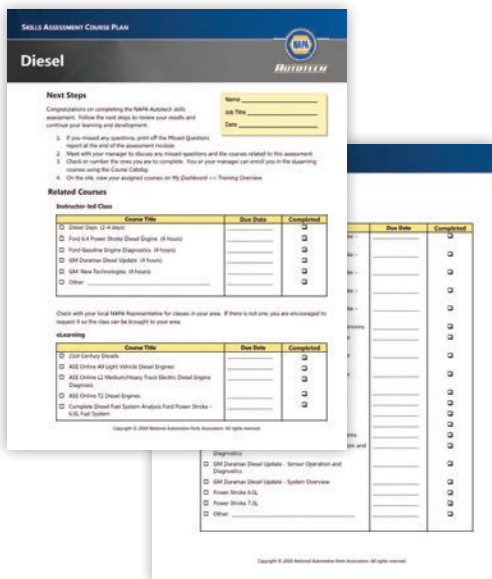 SKILLS ASSESSMENT COURSE PLAN
Diesel
NAPA
AUTOTECH
Next Steps
Congratulations on completing the NAPA Autotech skills
assessment. Follow the next steps to review your results and
continue your learning and development.
Name
Job Title
Date
1. If you missed any questions, print off the Missed Questions
report at the end of the assessment module.
2. Meet with your manager to discuss any missed questions and the courses related to this assessment.
3. Check or number the ones you are to complete. You or your manager can enroll you in the eLearning
courses using the Course Catalog.
4. On the site, view your assigned courses on My Dashboard >> Training Overview.
Related Courses
Instructor-led Class
Course Title Due Date Completed
Diesel Days (2-4 days)
Ford 6.4 Power Stroke Diesel Engine (4 hours)
Ford Gasoline Engine Diagnostics (4 hours)
GM Duramax Diesel Update (4 hours)
GM New Technologies (4 hours)
Other
Check with your local NAPA Representative for classes in your area. If there is not one, you are encouraged to
request it so the class can be brought to your area.
eLearning
Course Title Due Date Completed
21st Century Diesels
ASE Online A9 Light Vehicle Diesel Engines
ASE Online L2 Medium/Heavy Truck Electric Diesel Engine
Diagnosis
ASE Online T2 Diesel Engines
Complete Diesel Fuel System Analysis Ford Power Stroke –
6.0L Fuel System
Copyright © 2020 National Automotive Parts Association. All rights reserved.
Due Date Completed
Diagnostics
GM Duramax Diesel Update - Sensor Operation and
Diagnostics
GM Duramax Diesel Update - System Overview
Power Stroke 6.0L
Power Stroke 7.3L
Other
Copyright © 2020 National Automotive Parts Association. All rights reserved.